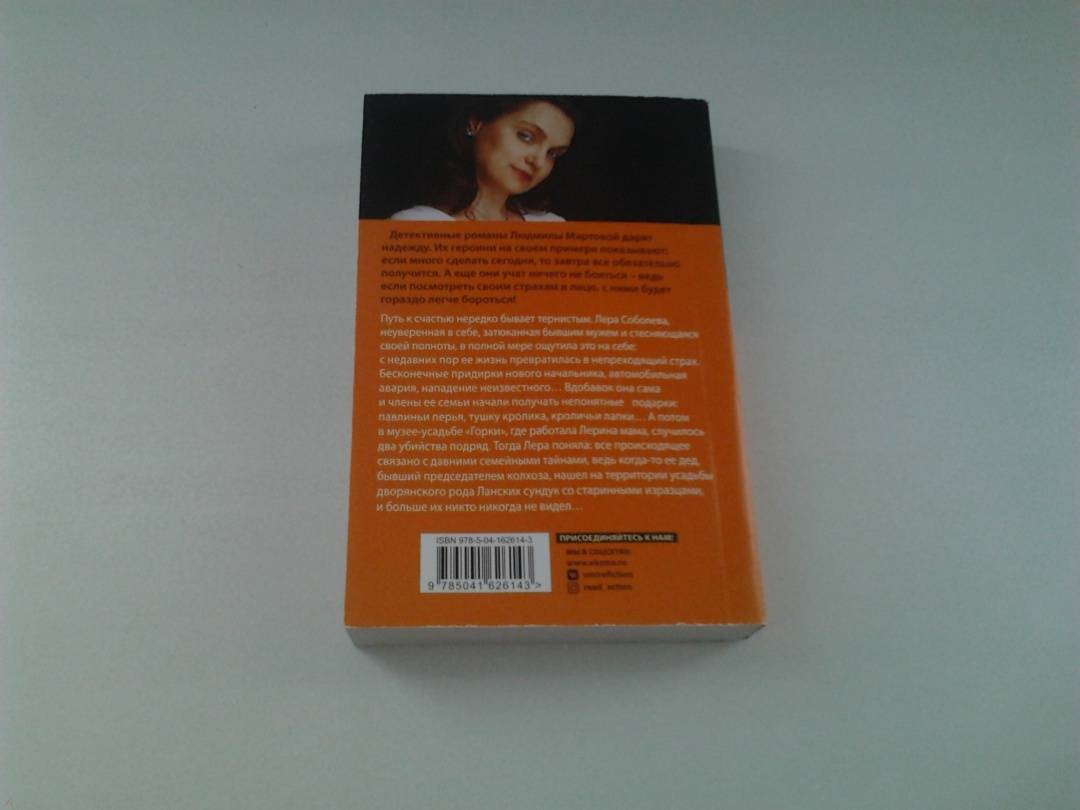 Детективные романы Людмилы Мартовой дарят
надежду. Их героини на своем примере показывают:
если много сделать сегодня, то завтра все обязательно
получится. А еще они учат ничего не бояться – ведь
если посмотреть своим страхам в лицо, с ними будет
гораздо легче бороться!
Путь к счастью нередко бывает тернистым. Лера Соболева,
неуверенная в себе, затюканная бывшим мужем и стесняющаяся
своей полноты, в полной мере ощутила это на себе:
с недавних пор ее жизнь превратилась в непреходящий страх.
Бесконечные придирки нового начальника, автомобильная
авария, нападение неизвестного... Вдобавок она сама
и члены ее семьи начали получать непонятные подарки:
павлиньи перья, тушку кролика, кроличьи лапки... А потом
в музее-усадьбе «Горки», где работала Лерина мама, случилось
два убийства подряд. Тогда Лера поняла: все происходящее
связано с давними семейными тайнами, ведь когда-то ее дед,
бывший председателем колхоза, нашел на территории усадьбы
дворянского рода Ланских сундук со старинными изразцами,
и больше их никто никогда не видел...
ISBN 978-5-04-162614-3
9 785041 626143 >
ПРИСОЕДИНЯЙТЕСЬ К НАМ!
МЫ В СОЦСЕТЯХ:
www.eksmo.ru
read_action